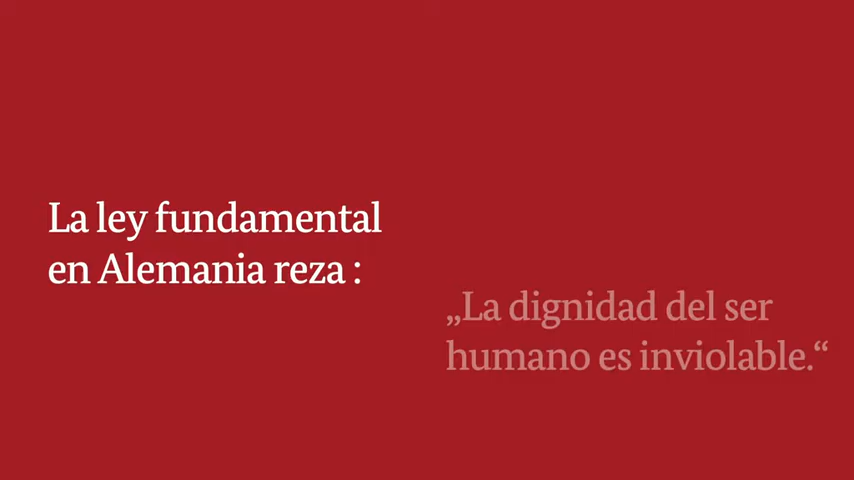 La ley fundamental
en Alemania reza :
„La dignidad del ser
humano es inviolable.“